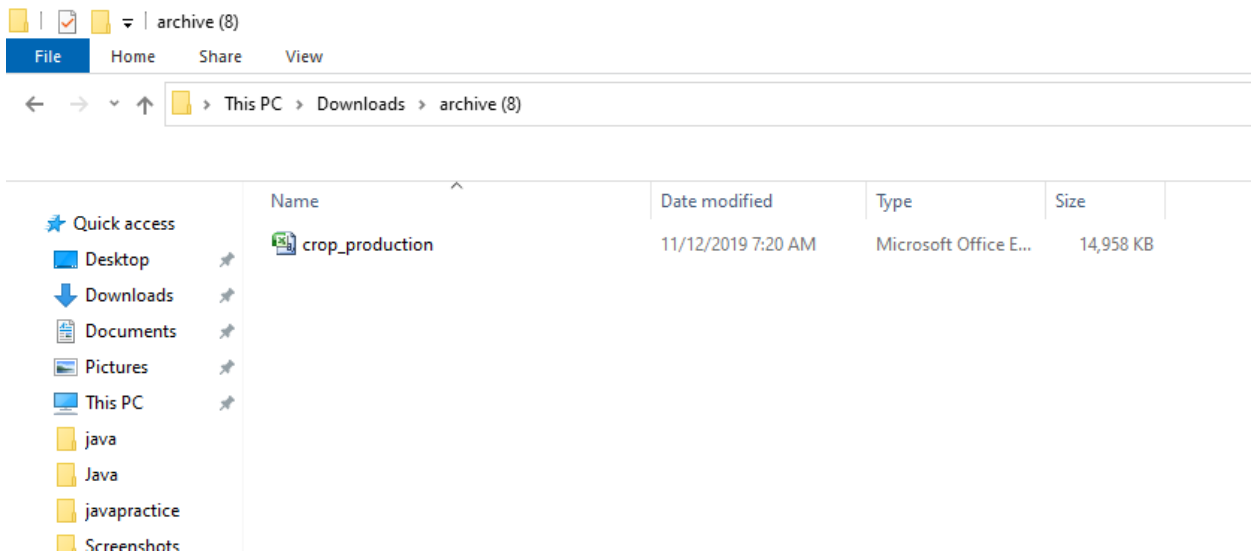 archive (8)
File Home Share View
This PC > Downloads > archive (8)
Name Date modified Type Size
Quick access
crop_production 11/12/2019 7:20 AM Microsoft Office E... 14,958 KB
Desktop
Downloads
Documents
Pictures
This PC
java
Java
javapractice
Screenshots